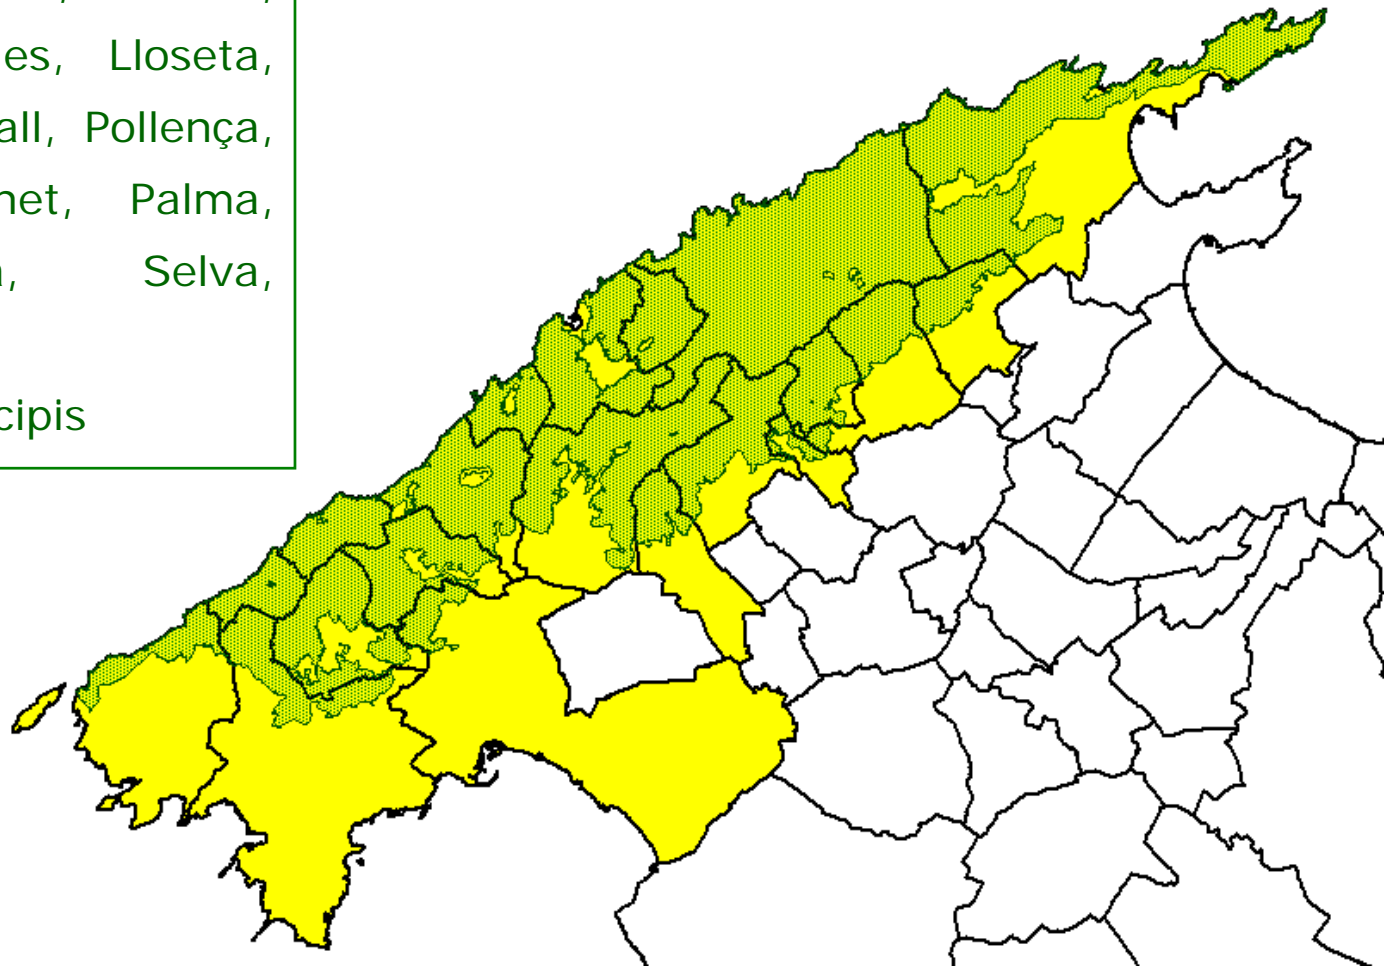 es, Lloseta,
all, Pollença,
net, Palma,
, Selva,
cipis